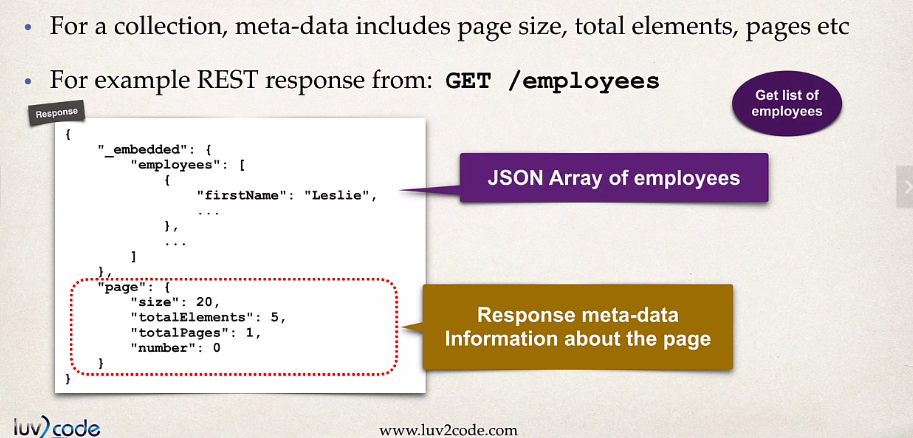 • For a collection, meta-data includes page size, total elements, pages etc
• For example REST response from: GET /employees
Get list of
employees
Response
{
    "_embedded": {
        "employees": [
            {
                "firstName": "Leslie",
                ...
            },
            ...
        ]
    },
    "page": {
        "size": 20,
        "totalElements": 5,
        "totalPages": 1,
        "number": 0
    }
}
JSON Array of employees
Response meta-data
Information about the page
luv2code
www.luv2code.com